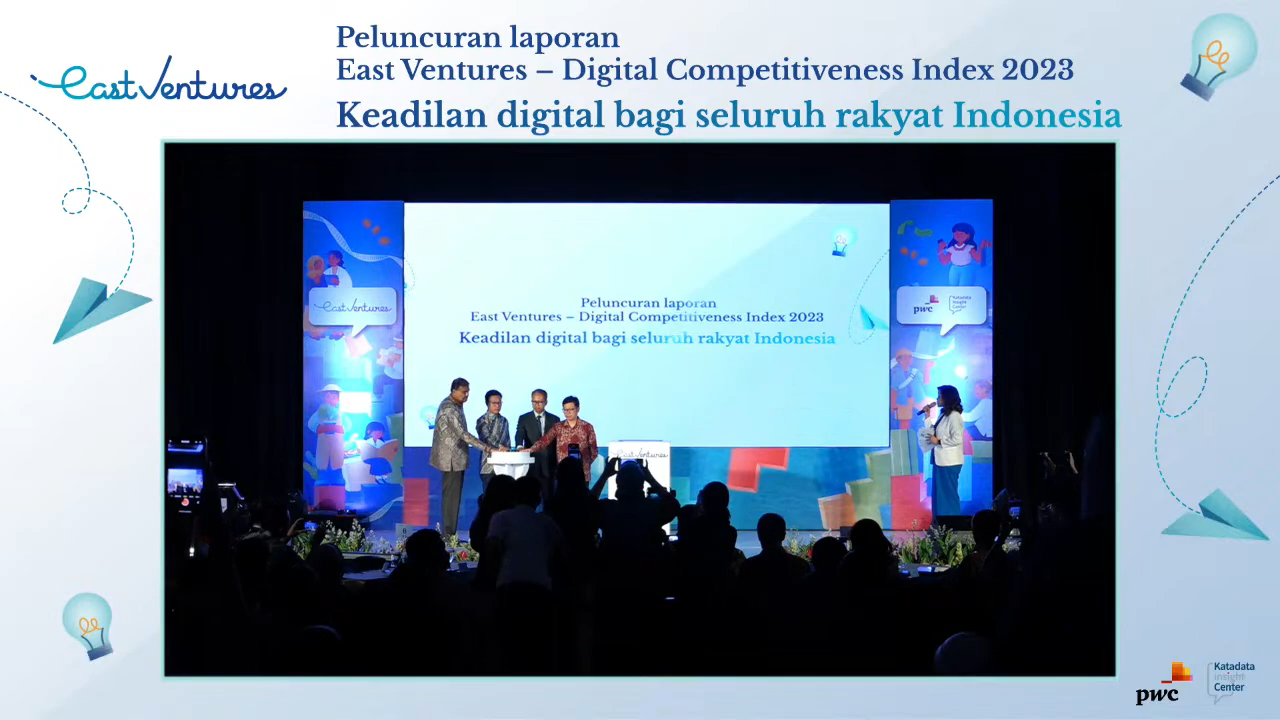 East Ventures
Peluncuran laporan
East Ventures – Digital Competitiveness Index 2023
Keadilan digital bagi seluruh rakyat Indonesia
East Ventures
Peluncuran laporan
East Ventures – Digital Competitiveness Index 2023
Keadilan digital bagi seluruh rakyat Indonesia
pwc
Katadata
Insight
Center
East Ventures
pwc
Katadata
Insight
Center